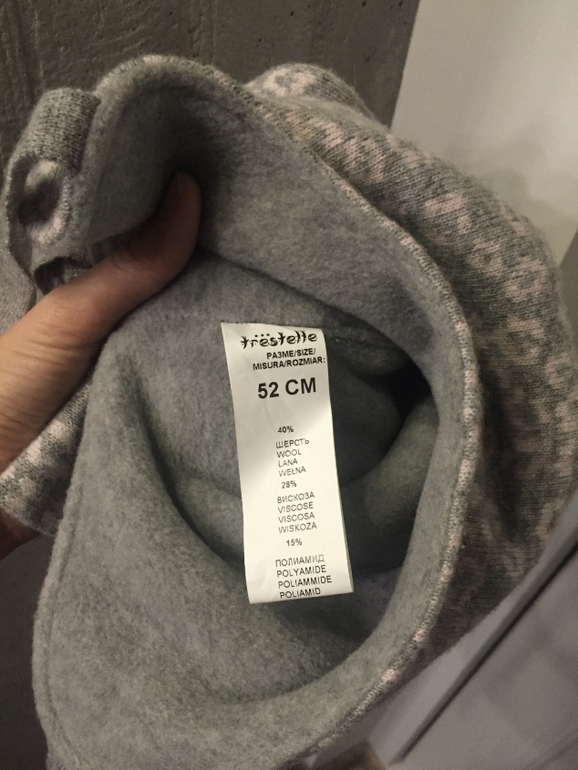 trёstelle
РАЗМЕ/SIZE/
MISURA/ROZMIAR:
52 CM
40%
ШЕРСТЬ
WOOL
LANA
WEŁNA
28%
ВИСКОЗА
VISCOSE
VISCOSA
WISKOZA
15%
ПОЛИАМИД
POLYAMIDE
POLIAMMIDE
POLIAMID